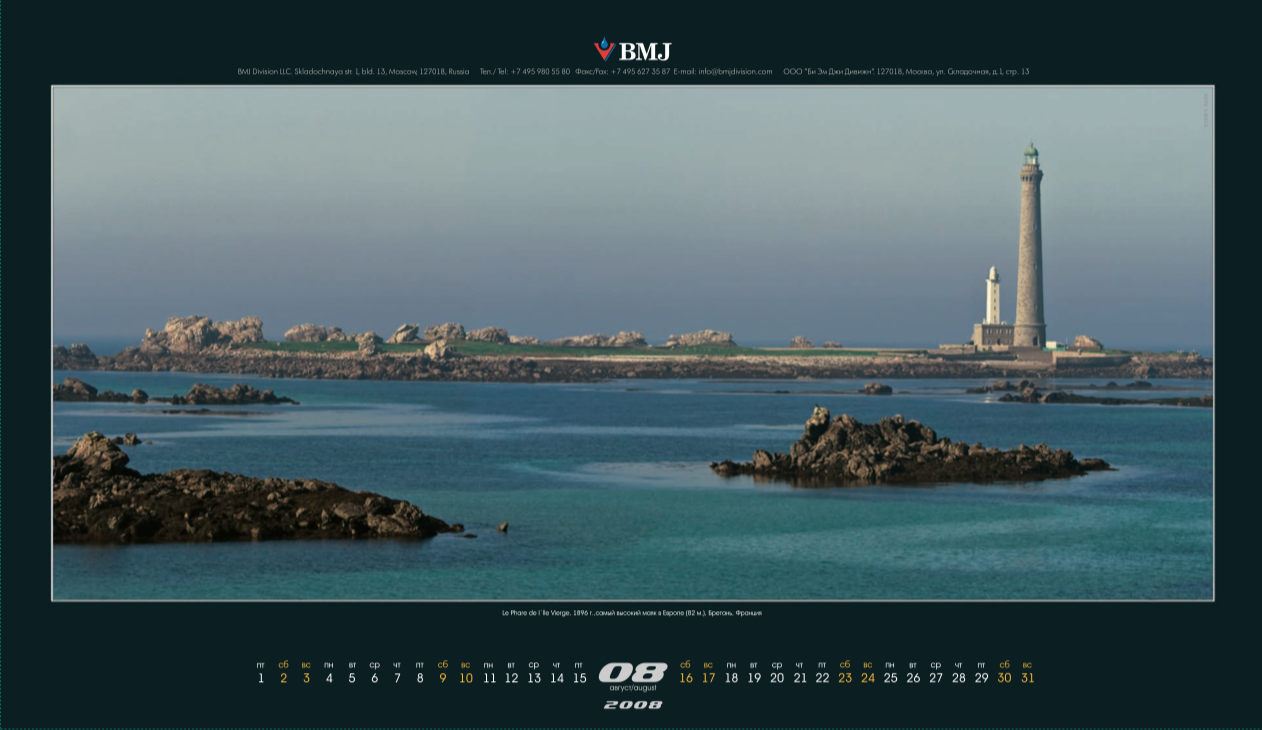 BMJ
BMJ Division LLC. Skladochnaya str. 1, bld. 13, Moscow, 127018, Russia Тел./ Tel: +7 495 980 55 80 Факс/Fax: +7 495 627 35 87 E-mail: info@bmjdivision.com ООО "Би Эм Джи Дивижн" 127018, Москва, ул. Складочная, д.1, стр. 13
Le Phare de l`Ile Vierge, 1896 г.,самый высокий маяк в Европе (82 м.), Бретань, Франция
пт сб вс пн вт ср чт пт сб вс пн вт ср чт пт 08 сб вс пн вт ср чт пт сб вс пн вт ср чт пт сб вс
1 2 3 4 5 6 7 8 9 10 11 12 13 14 15 август/august 16 17 18 19 20 21 22 23 24 25 26 27 28 29 30 31
2008